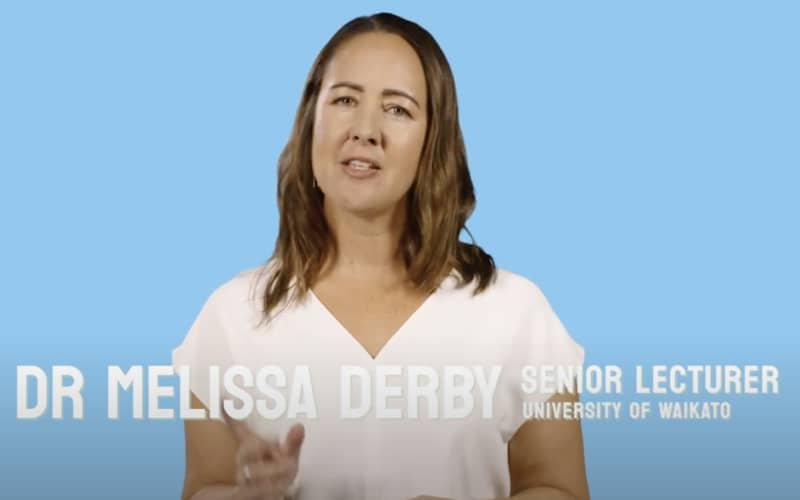 DR MELISSA DERBY
SENIOR LECTURER
UNIVERSITY OF WAIKATO